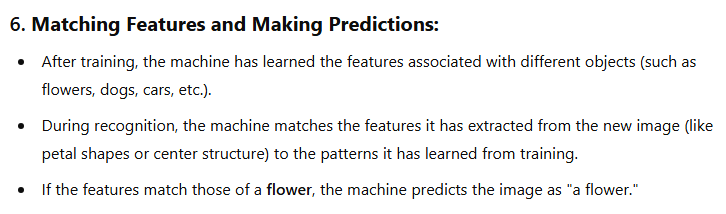 6. Matching Features and Making Predictions:
• After training, the machine has learned the features associated with different objects (such as
flowers, dogs, cars, etc.).
• During recognition, the machine matches the features it has extracted from the new image (like
petal shapes or center structure) to the patterns it has learned from training.
• If the features match those of a flower, the machine predicts the image as "a flower."